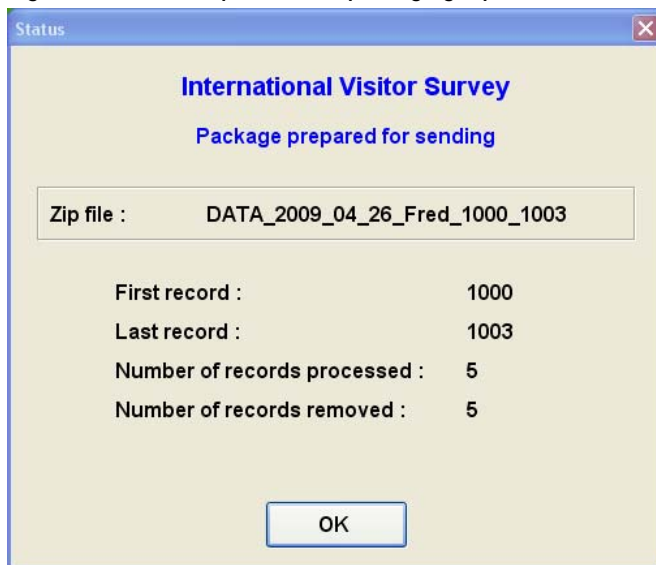 Status
International Visitor Survey
Package prepared for sending
Zip file : DATA_2009_04_26_Fred_1000_1003
First record : 1000
Last record : 1003
Number of records processed : 5
Number of records removed : 5
OK